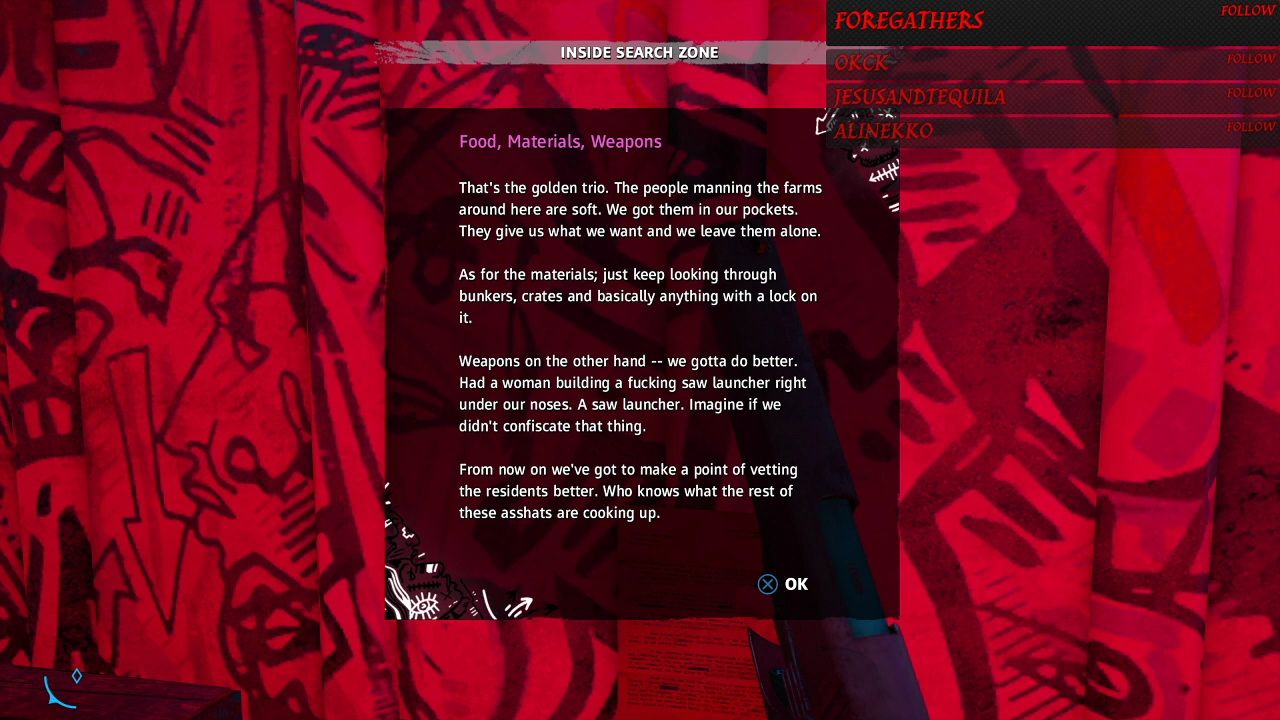 FOREGATHERS FOLLOW
INSIDE SEARCH ZONE
OKCK FOLLOW
JESUSANDTEQUILA FOLLOW
ALINEKKO FOLLOW
Food, Materials, Weapons
That's the golden trio. The people manning the farms
around here are soft. We got them in our pockets.
They give us what we want and we leave them alone.
As for the materials; just keep looking through
bunkers, crates and basically anything with a lock on
it.
Weapons on the other hand -- we gotta do better.
Had a woman building a fucking saw launcher right
under our noses. A saw launcher. Imagine if we
didn't confiscate that thing.
From now on we've got to make a point of vetting
the residents better. Who knows what the rest of
these asshats are cooking up.
OK